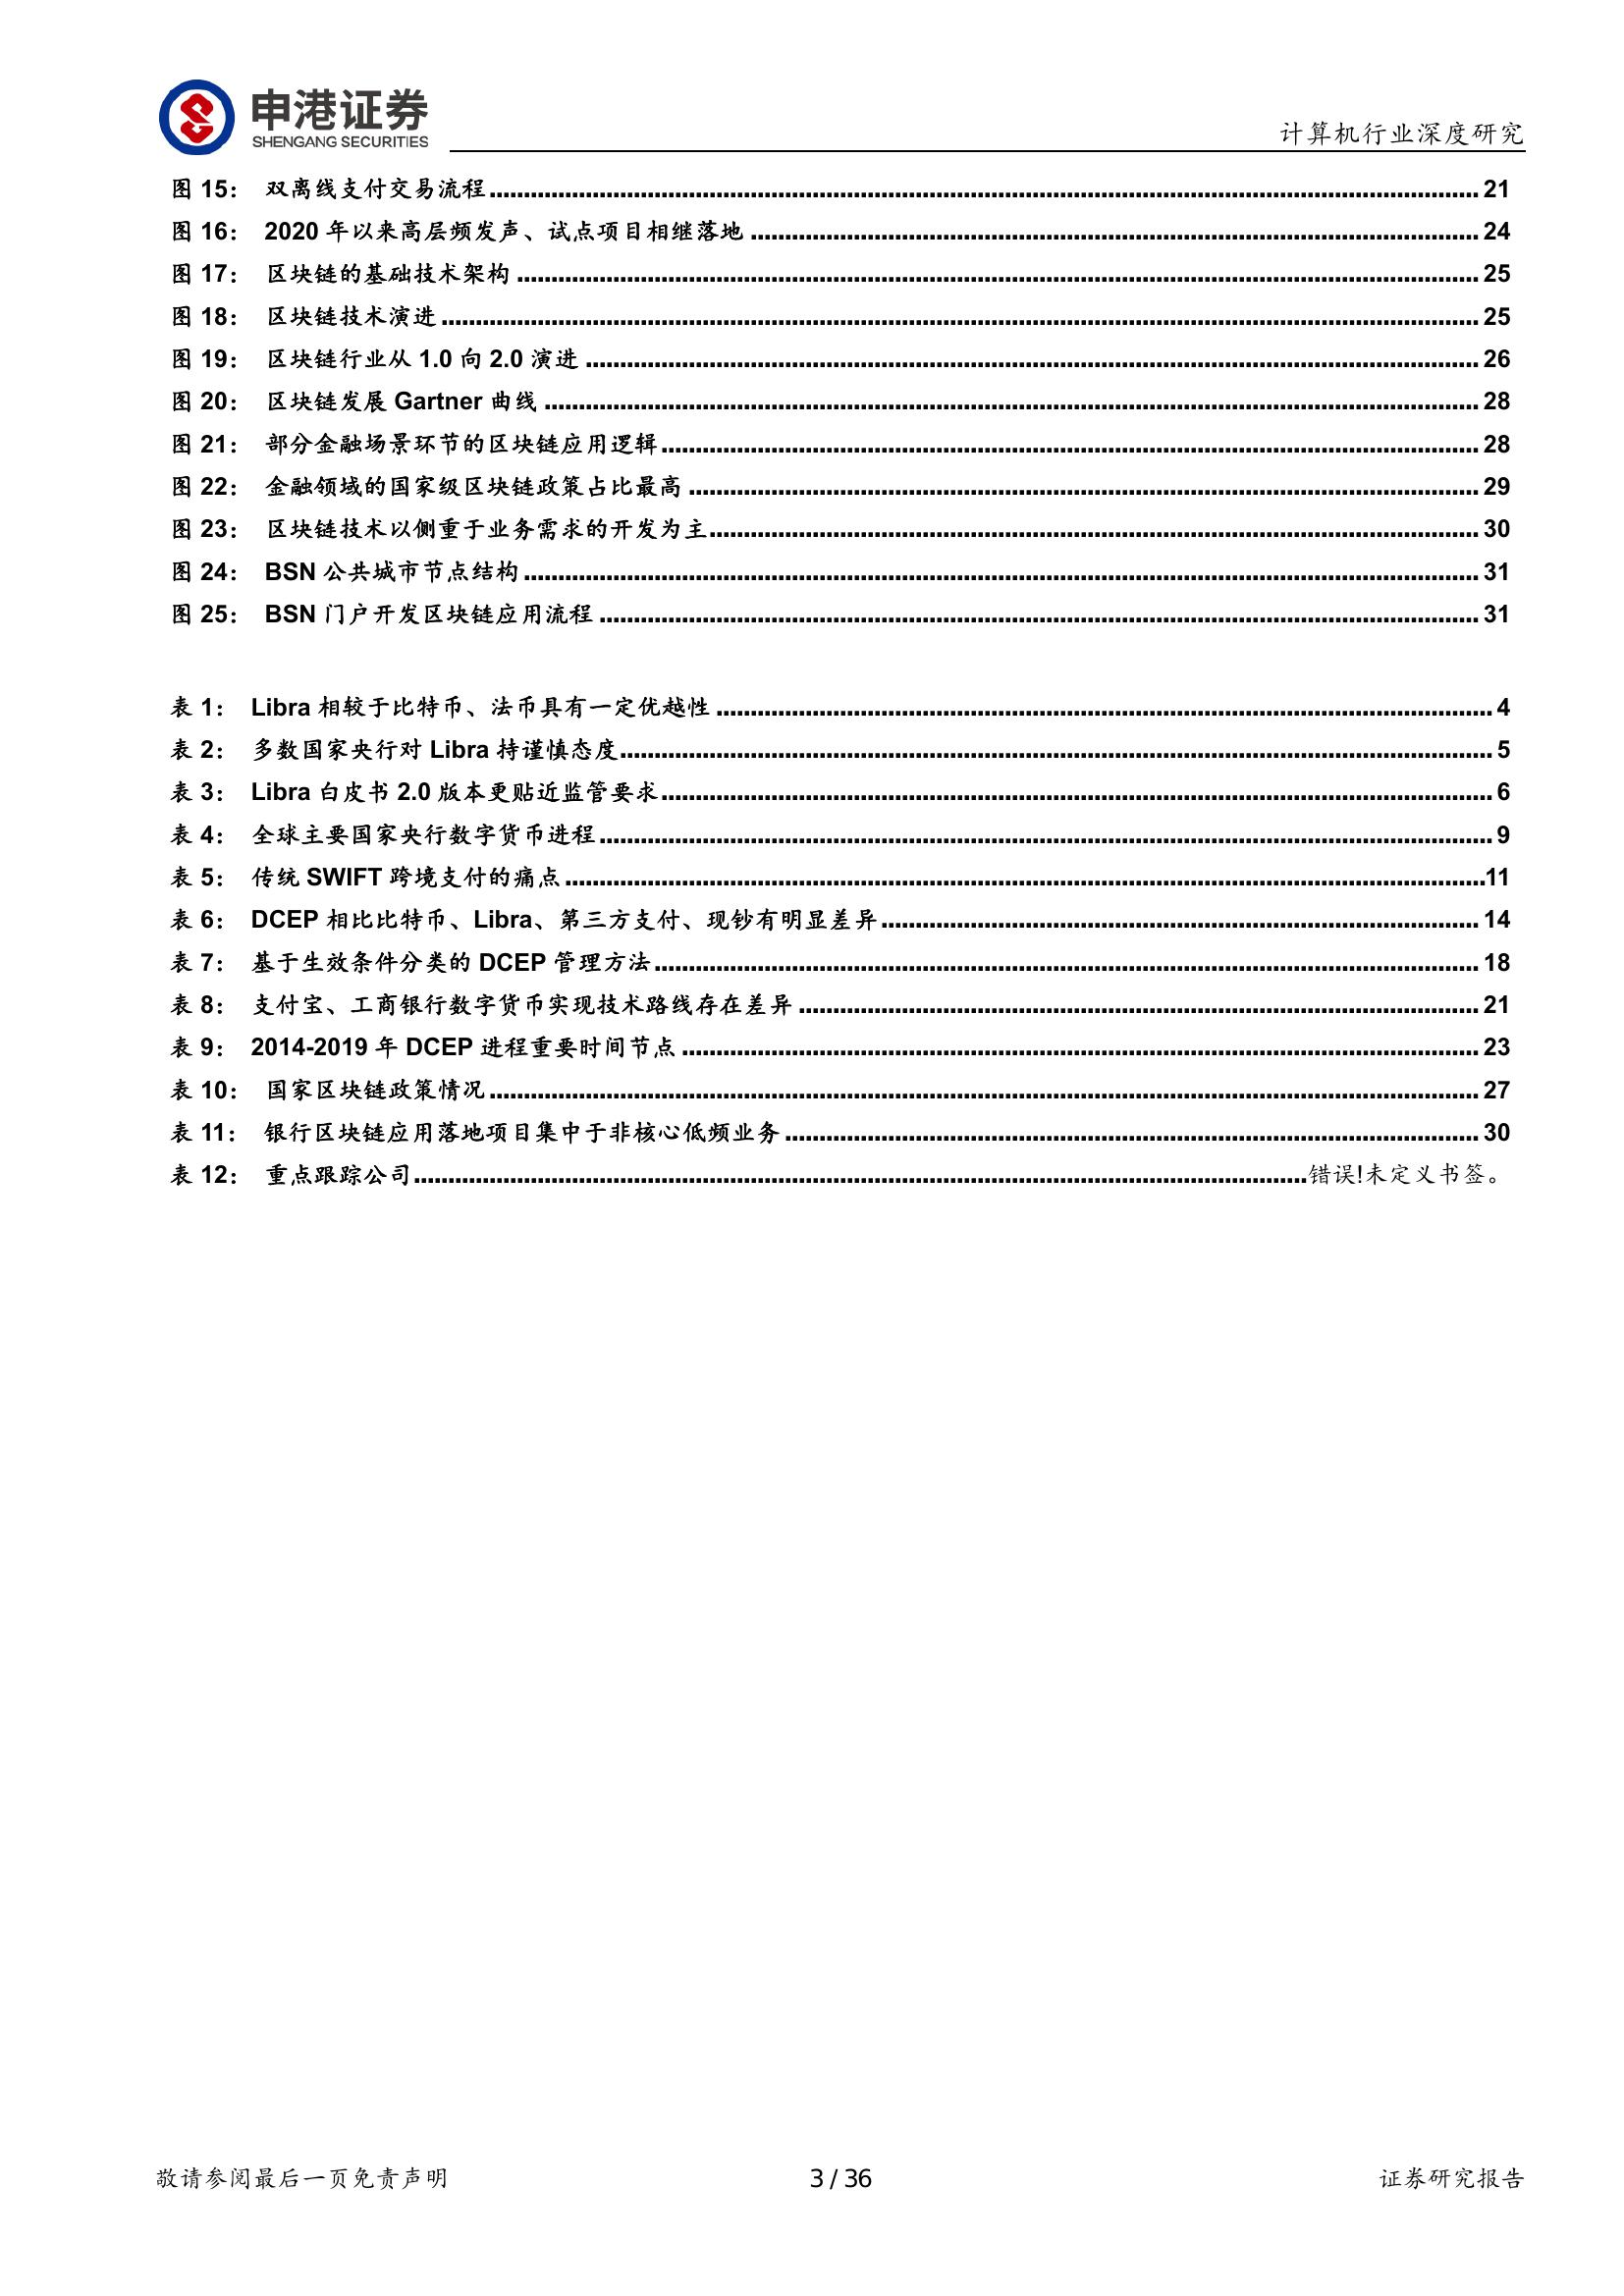 申港证券
SHENGANG SECURITIES
计算机行业深度研究
图 15： 双离线支付交易流程 21
图 16： 2020 年以来高层频发声、试点项目相继落地 24
图 17： 区块链的基础技术架构 25
图 18： 区块链技术演进 25
图 19： 区块链行业从 1.0 向 2.0 演进 26
图 20： 区块链发展 Gartner 曲线 28
图 21： 部分金融场景环节的区块链应用逻辑 28
图 22： 金融领域的国家级区块链政策占比最高 29
图 23： 区块链技术以侧重于业务需求的开发为主 30
图 24： BSN 公共城市节点结构 31
图 25： BSN 门户开发区块链应用流程 31
表 1： Libra 相较于比特币、法币具有一定优越性 4
表 2： 多数国家央行对 Libra 持谨慎态度 5
表 3： Libra 白皮书 2.0 版本更贴近监管要求 6
表 4： 全球主要国家央行数字货币进程 9
表 5： 传统 SWIFT 跨境支付的痛点 11
表 6： DCEP 相比比特币、Libra、第三方支付、现钞有明显差异 14
表 7： 基于生效条件分类的 DCEP 管理方法 18
表 8： 支付宝、工商银行数字货币实现技术路线存在差异 21
表 9： 2014-2019 年 DCEP 进程重要时间节点 23
表 10： 国家区块链政策情况 27
表 11： 银行区块链应用落地项目集中于非核心低频业务 30
表 12： 重点跟踪公司 错误!未定义书签。
敬请参阅最后一页免责声明
3 / 36
证券研究报告